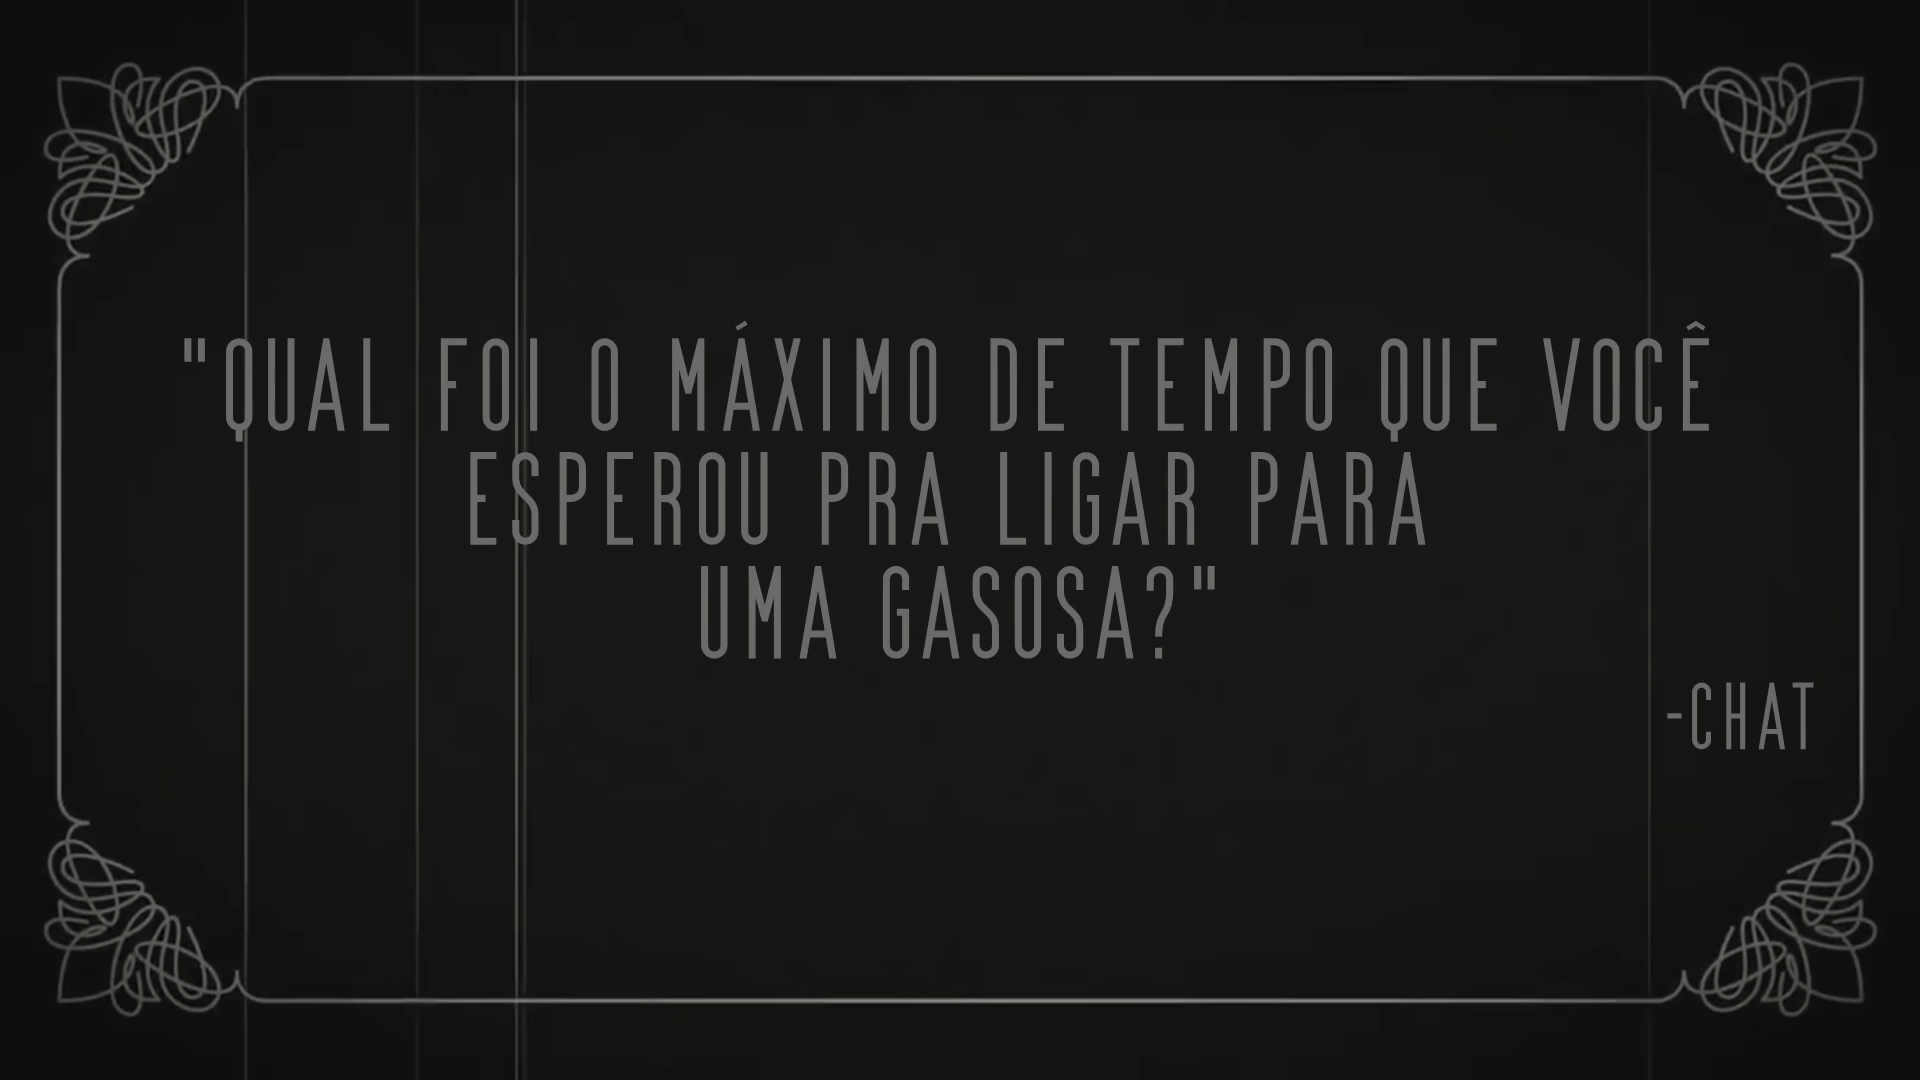 "QUAL FOI O MÁXIMO DE TEMPO QUE VOCÊ
ESPEROU PRA LIGAR PARA
UMA GASOSA?"
-CHAT